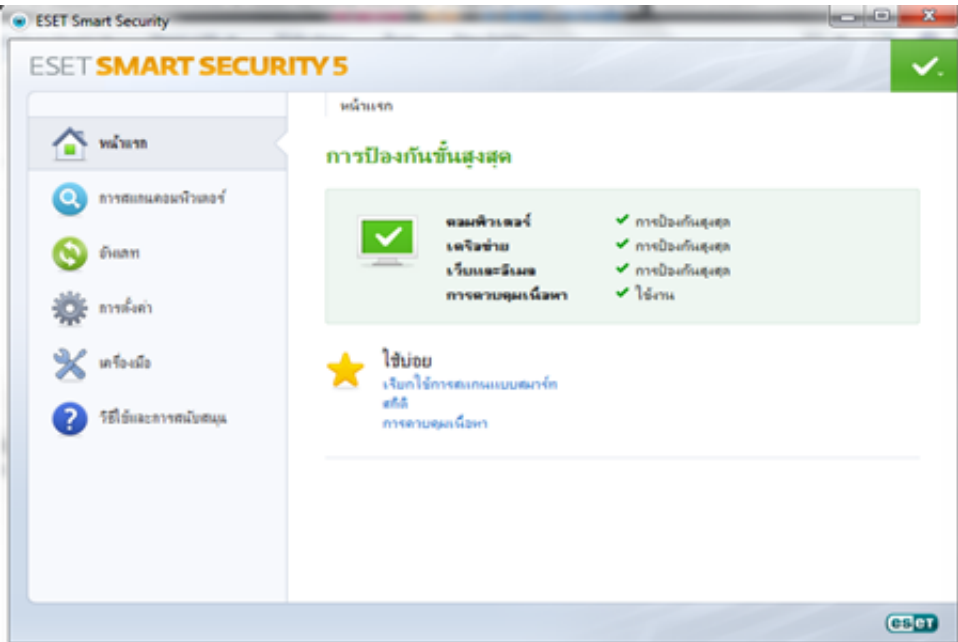 ESET Smart Security
ESET SMART SECURITY 5
หน้าแรก
หน้าแรก
การสแกนคอมพิวเตอร์
อัพเดท
การตั้งค่า
เครื่องมือ
วิธีใช้และการสนับสนุน
การป้องกันขั้นสูงสุด
คอมพิวเตอร์ การป้องกันสูงสุด
เครือข่าย การป้องกันสูงสุด
เว็บและอีเมล การป้องกันสูงสุด
การควบคุมเนื้อหา ใช้งาน
ใช้บ่อย
เรียกใช้การสแกนแบบสมาร์ท
สถิติ
การควบคุมเนื้อหา
eseT